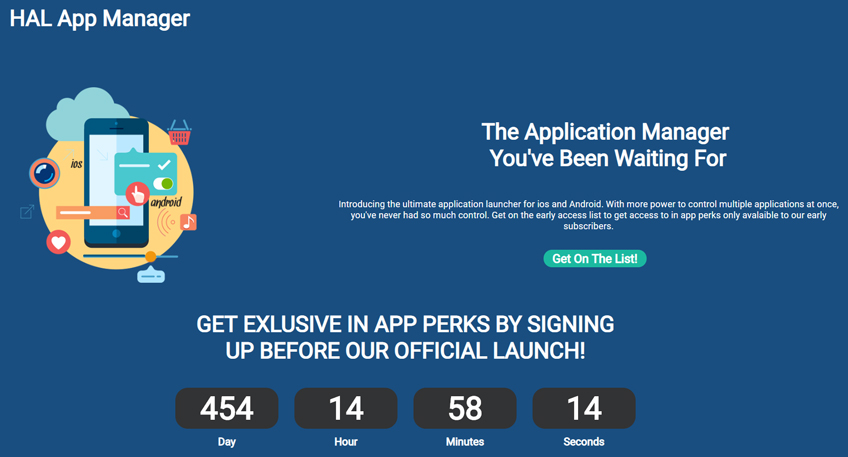 HAL App Manager
ios
android
The Application Manager
You've Been Waiting For
Introducing the ultimate application launcher for ios and Android. With more power to control multiple applications at once,
you've never had so much control. Get on the early access list to get access to in app perks only avalaible to our early
subscribers.
Get On The List!
GET EXLUSIVE IN APP PERKS BY SIGNING
UP BEFORE OUR OFFICIAL LAUNCH!
454 14 58 14
Day Hour Minutes Seconds